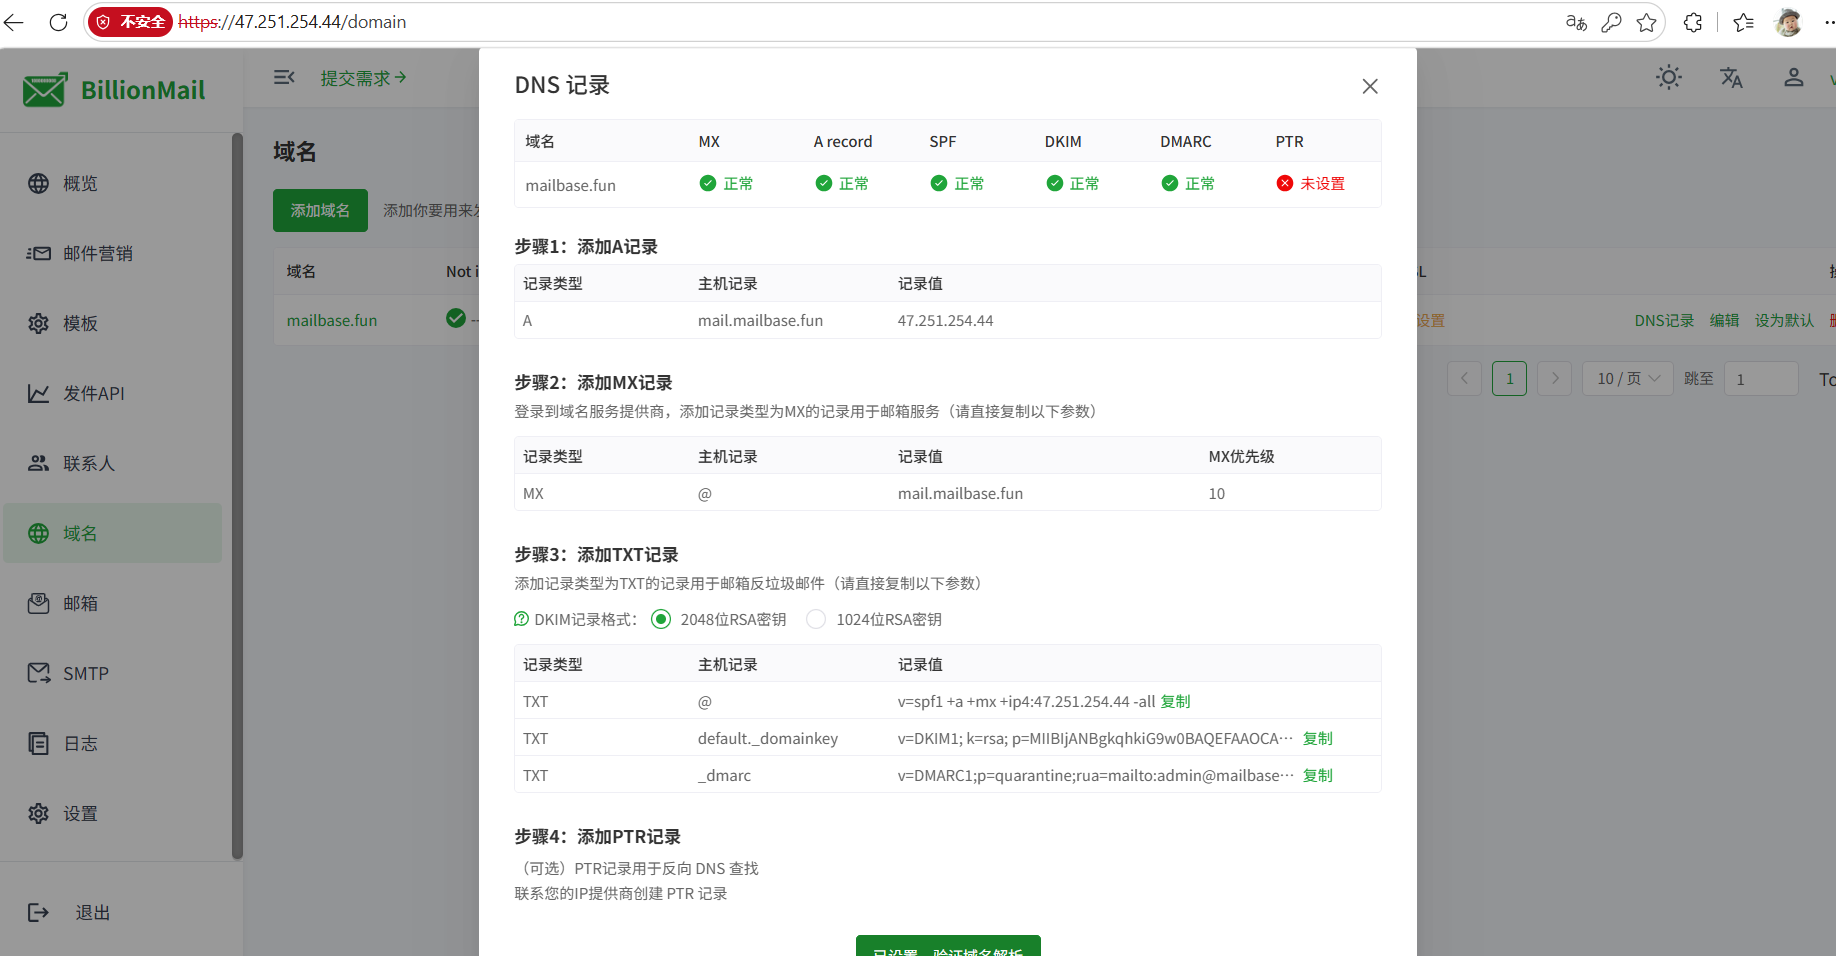 不安全 https://47.251.254.44/domain
BillionMail
提交需求
概览
邮件营销
模板
发件API
联系人
域名
邮箱
SMTP
日志
设置
退出
域名
添加域名
添加你要用来
域名 Not i
mailbase.fun --
DNS 记录
域名 MX A record SPF DKIM DMARC PTR
mailbase.fun 正常 正常 正常 正常 正常 未设置
步骤1：添加A记录
记录类型 主机记录 记录值
A mail.mailbase.fun 47.251.254.44
步骤2：添加MX记录
登录到域名服务提供商，添加记录类型为MX的记录用于邮箱服务（请直接复制以下参数）
记录类型 主机记录 记录值 MX优先级
MX @ mail.mailbase.fun 10
步骤3：添加TXT记录
添加记录类型为TXT的记录用于邮箱反垃圾邮件（请直接复制以下参数）
DKIM记录格式： 2048位RSA密钥 1024位RSA密钥
记录类型 主机记录 记录值
TXT @ v=spf1 +a +mx +ip4:47.251.254.44 -all 复制
TXT default._domainkey v=DKIM1; k=rsa; p=MIIBIjANBgkqhkiG9w0BAQEFAAOCA… 复制
TXT _dmarc v=DMARC1;p=quarantine;rua=mailto:admin@mailbase… 复制
步骤4：添加PTR记录
（可选）PTR记录用于反向 DNS 查找
联系您的IP提供商创建 PTR 记录
已设置，验证域名解析
L
设置 DNS记录 编辑 设为默认
1 10 / 页 跳至 1 To